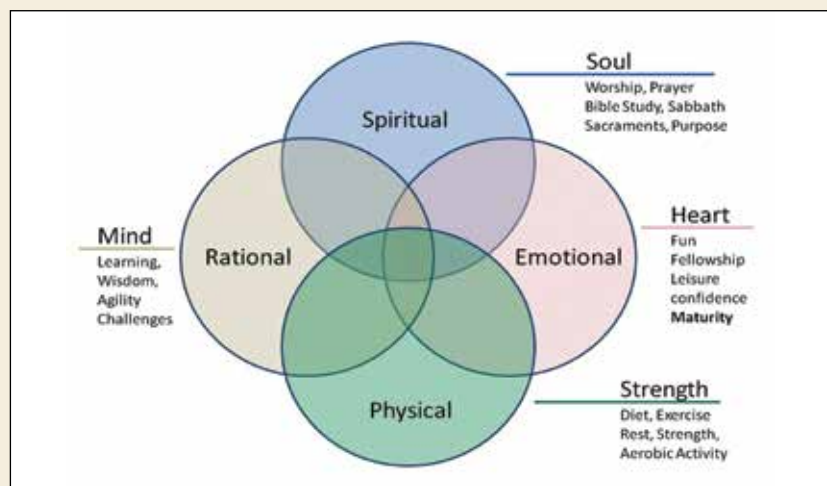 Soul
Worship, Prayer
Bible Study, Sabbath
Sacraments, Purpose
Spiritual
Mind
Learning,
Wisdom,
Agility
Challenges
Rational
Emotional
Heart
Fun
Fellowship
Leisure
confidence
Maturity
Physical
Strength
Diet, Exercise
Rest, Strength,
Aerobic Activity